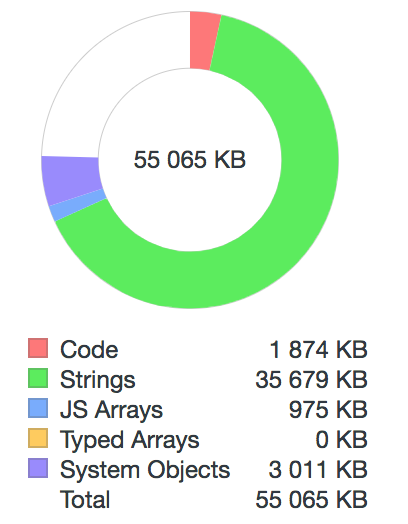 55 065 KB
Code 1 874 KB
Strings 35 679 KB
JS Arrays 975 KB
Typed Arrays 0 KB
System Objects 3 011 KB
Total 55 065 KB